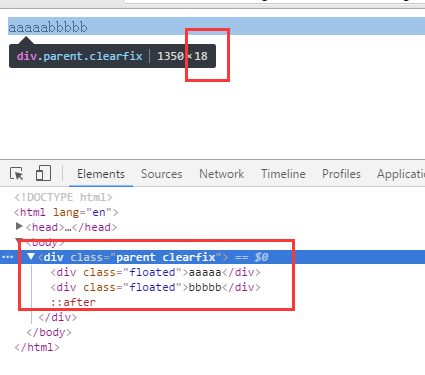 aaaaabbbbb
div.parent.clearfix 1350×18
Elements Sources Network Timeline Profiles Application
<!DOCTYPE html>
<html lang="en">
▶<head>…</head>
▼<body>
… ▼<div class="parent clearfix"> == $0
<div class="floated">aaaaa</div>
<div class="floated">bbbbb</div>
::after
</div>
</body>
</html>